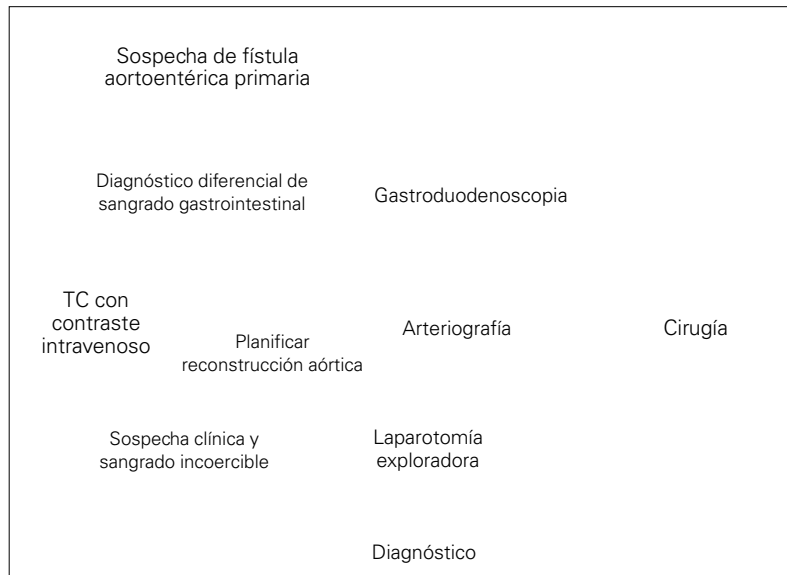 Sospecha de fístula
aortoentérica primaria
Diagnóstico diferencial de
sangrado gastrointestinal
Gastroduodenoscopia
TC con
contraste
intravenoso
Planificar
reconstrucción aórtica
Arteriografía
Cirugía
Sospecha clínica y
sangrado incoercible
Laparotomía
exploradora
Diagnóstico